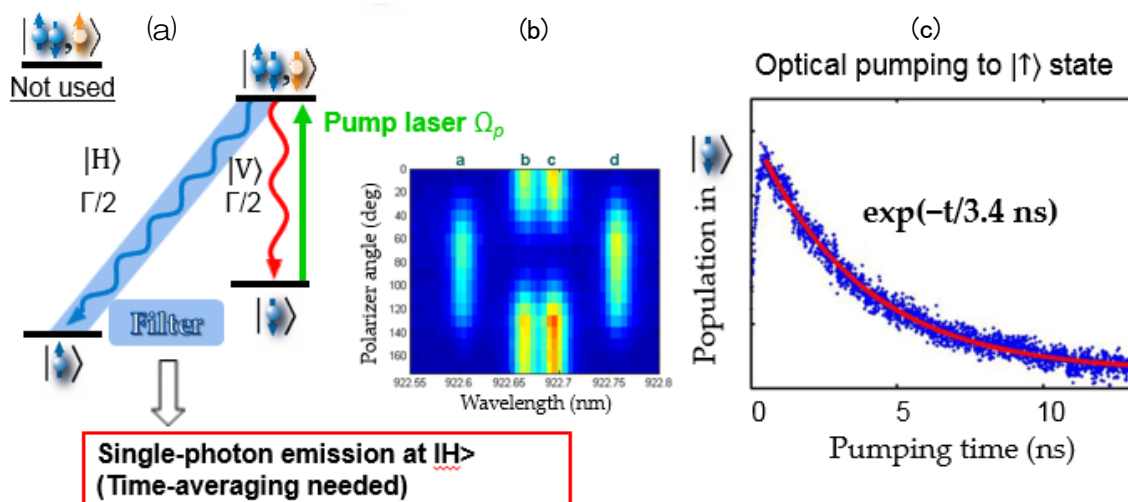 (a)
Not used
|H⟩
Γ/2
|V⟩
Γ/2
Pump laser Ωp
Filter
Single-photon emission at IH>
(Time-averaging needed)
(b)
a b c d
Polarizer angle (deg)
0
20
40
60
80
100
120
140
160
922.55 922.6 922.65 922.7 922.75 922.8
Wavelength (nm)
(c)
Optical pumping to |↑⟩ state
Population in
exp(−t/3.4 ns)
0 5 10
Pumping time (ns)